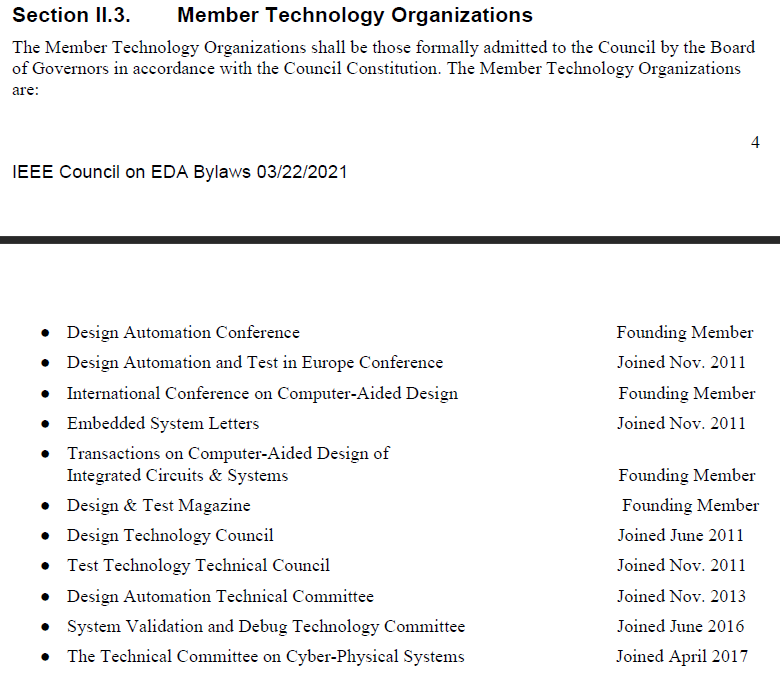 Section II.3. Member Technology Organizations
The Member Technology Organizations shall be those formally admitted to the Council by the Board
of Governors in accordance with the Council Constitution. The Member Technology Organizations
are:
4
IEEE Council on EDA Bylaws 03/22/2021
● Design Automation Conference Founding Member
● Design Automation and Test in Europe Conference Joined Nov. 2011
● International Conference on Computer-Aided Design Founding Member
● Embedded System Letters Joined Nov. 2011
● Transactions on Computer-Aided Design of
Integrated Circuits & Systems Founding Member
● Design & Test Magazine Founding Member
● Design Technology Council Joined June 2011
● Test Technology Technical Council Joined Nov. 2011
● Design Automation Technical Committee Joined Nov. 2013
● System Validation and Debug Technology Committee Joined June 2016
● The Technical Committee on Cyber-Physical Systems Joined April 2017